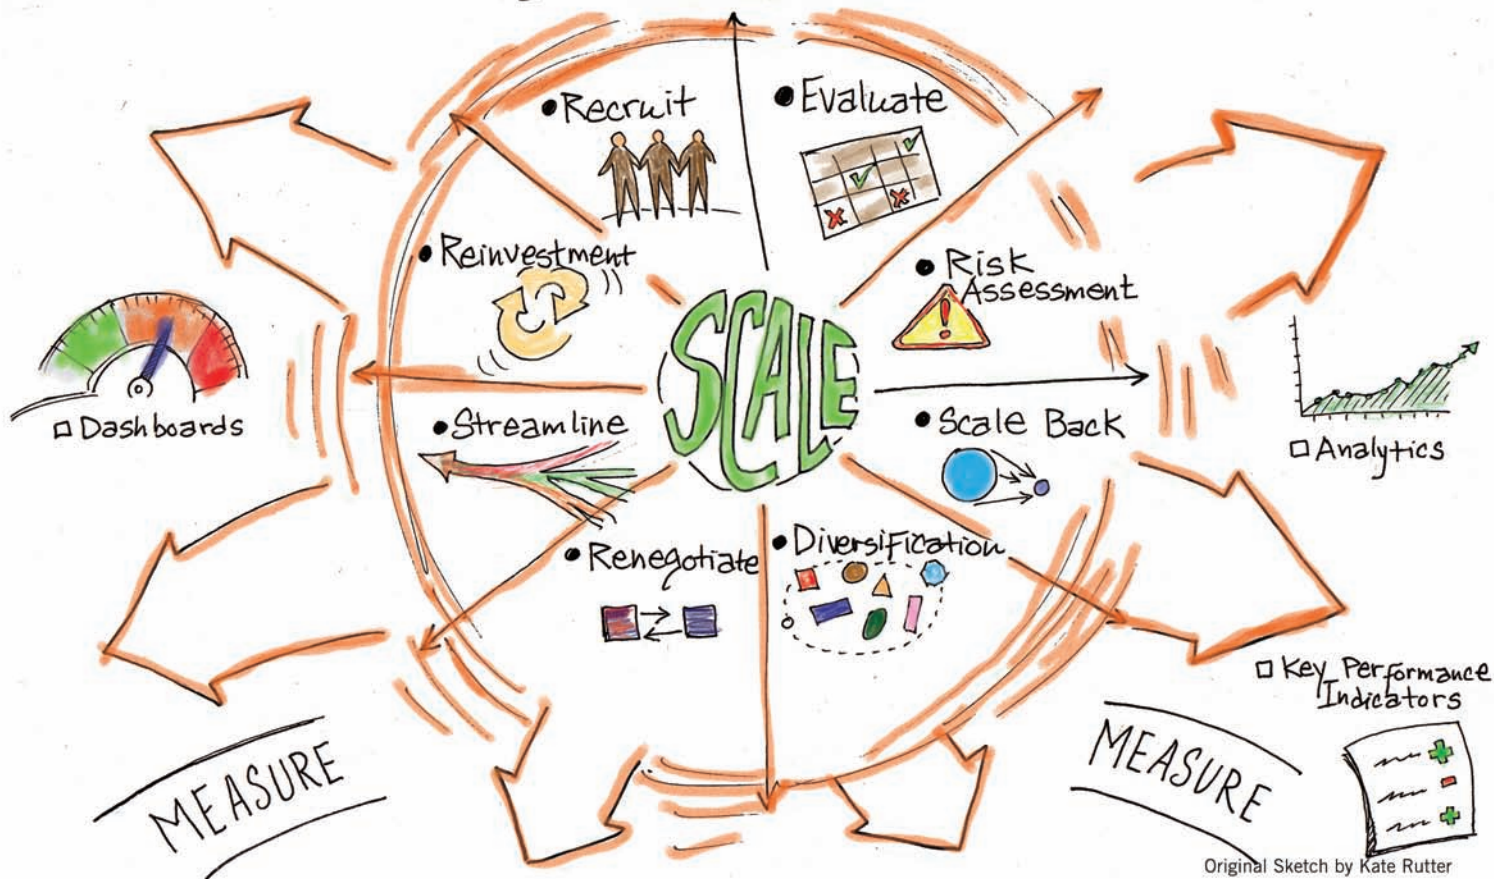 • Recruit
• Evaluate
• Reinvestment
• Risk
Assessment
SCALE
□ Dashboards
• Streamline
• Scale Back
□ Analytics
• Renegotiate
• Diversification
□ Key Performance
Indicators
MEASURE
MEASURE
Original Sketch by Kate Rutter